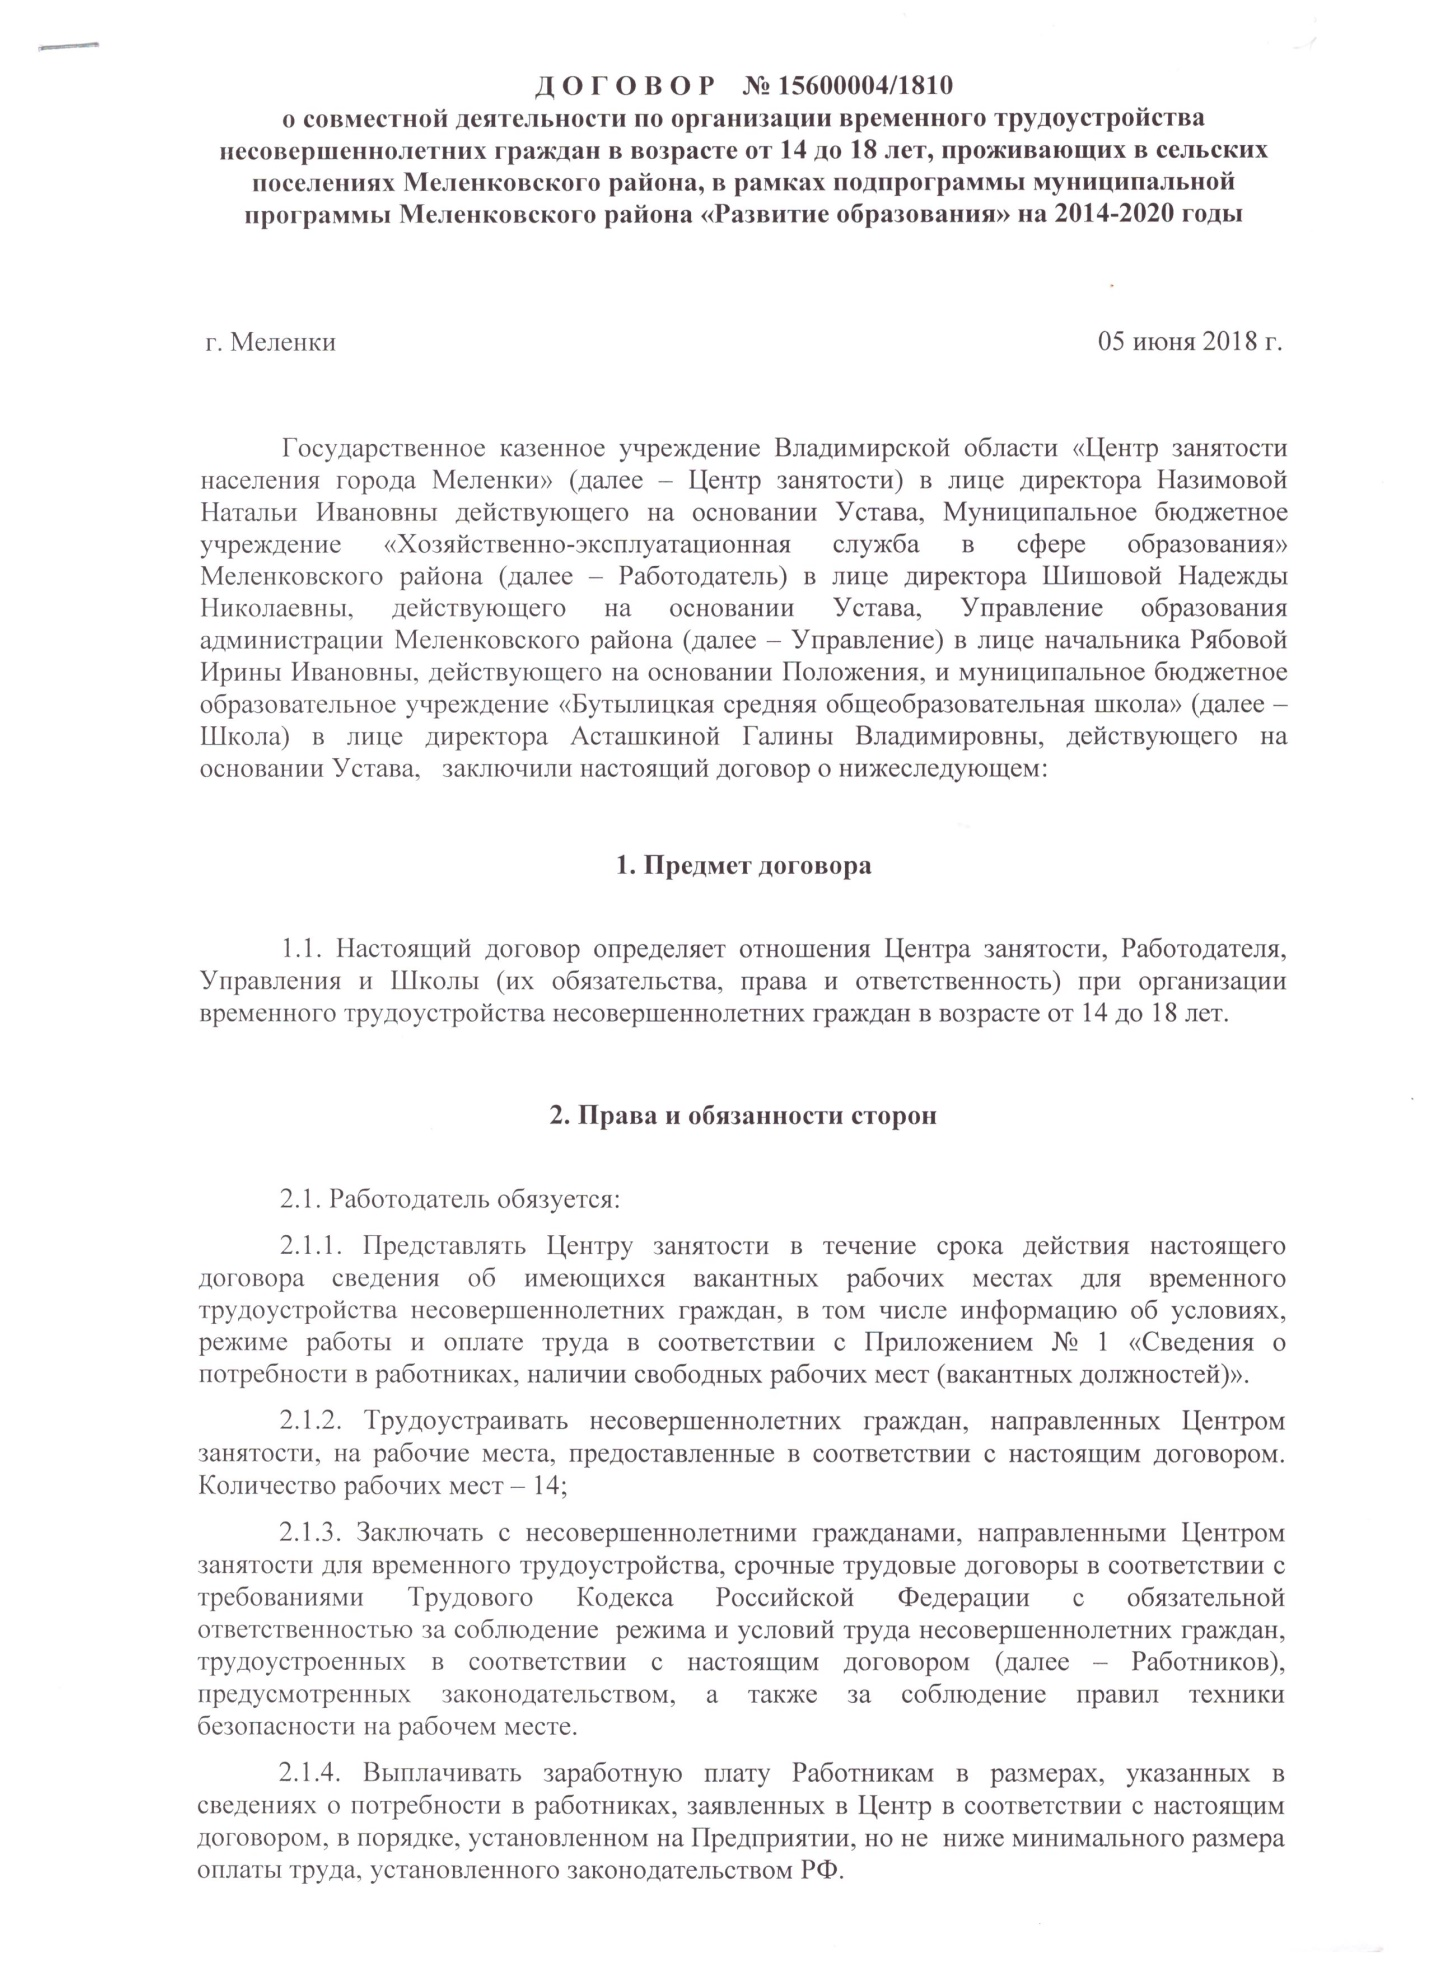 Д О Г О В О Р № 15600004/1810
о совместной деятельности по организации временного трудоустройства
несовершеннолетних граждан в возрасте от 14 до 18 лет, проживающих в сельских
поселениях Меленковского района, в рамках подпрограммы муниципальной
программы Меленковского района «Развитие образования» на 2014-2020 годы
г. Меленки 05 июня 2018 г.
Государственное казенное учреждение Владимирской области «Центр занятости
населения города Меленки» (далее – Центр занятости) в лице директора Назимовой
Натальи Ивановны действующего на основании Устава, Муниципальное бюджетное
учреждение «Хозяйственно-эксплуатационная служба в сфере образования»
Меленковского района (далее – Работодатель) в лице директора Шишовой Надежды
Николаевны, действующего на основании Устава, Управление образования
администрации Меленковского района (далее – Управление) в лице начальника Рябовой
Ирины Ивановны, действующего на основании Положения, и муниципальное бюджетное
образовательное учреждение «Бутылицкая средняя общеобразовательная школа» (далее –
Школа) в лице директора Асташкиной Галины Владимировны, действующего на
основании Устава, заключили настоящий договор о нижеследующем:
1. Предмет договора
1.1. Настоящий договор определяет отношения Центра занятости, Работодателя,
Управления и Школы (их обязательства, права и ответственность) при организации
временного трудоустройства несовершеннолетних граждан в возрасте от 14 до 18 лет.
2. Права и обязанности сторон
2.1. Работодатель обязуется:
2.1.1. Представлять Центру занятости в течение срока действия настоящего
договора сведения об имеющихся вакантных рабочих местах для временного
трудоустройства несовершеннолетних граждан, в том числе информацию об условиях,
режиме работы и оплате труда в соответствии с Приложением № 1 «Сведения о
потребности в работниках, наличии свободных рабочих мест (вакантных должностей)».
2.1.2. Трудоустраивать несовершеннолетних граждан, направленных Центром
занятости, на рабочие места, предоставленные в соответствии с настоящим договором.
Количество рабочих мест – 14;
2.1.3. Заключать с несовершеннолетними гражданами, направленными Центром
занятости для временного трудоустройства, срочные трудовые договоры в соответствии с
требованиями Трудового Кодекса Российской Федерации с обязательной
ответственностью за соблюдение режима и условий труда несовершеннолетних граждан,
трудоустроенных в соответствии с настоящим договором (далее – Работников),
предусмотренных законодательством, а также за соблюдение правил техники
безопасности на рабочем месте.
2.1.4. Выплачивать заработную плату Работникам в размерах, указанных в
сведениях о потребности в работниках, заявленных в Центр в соответствии с настоящим
договором, в порядке, установленном на Предприятии, но не ниже минимального размера
оплаты труда, установленного законодательством РФ.